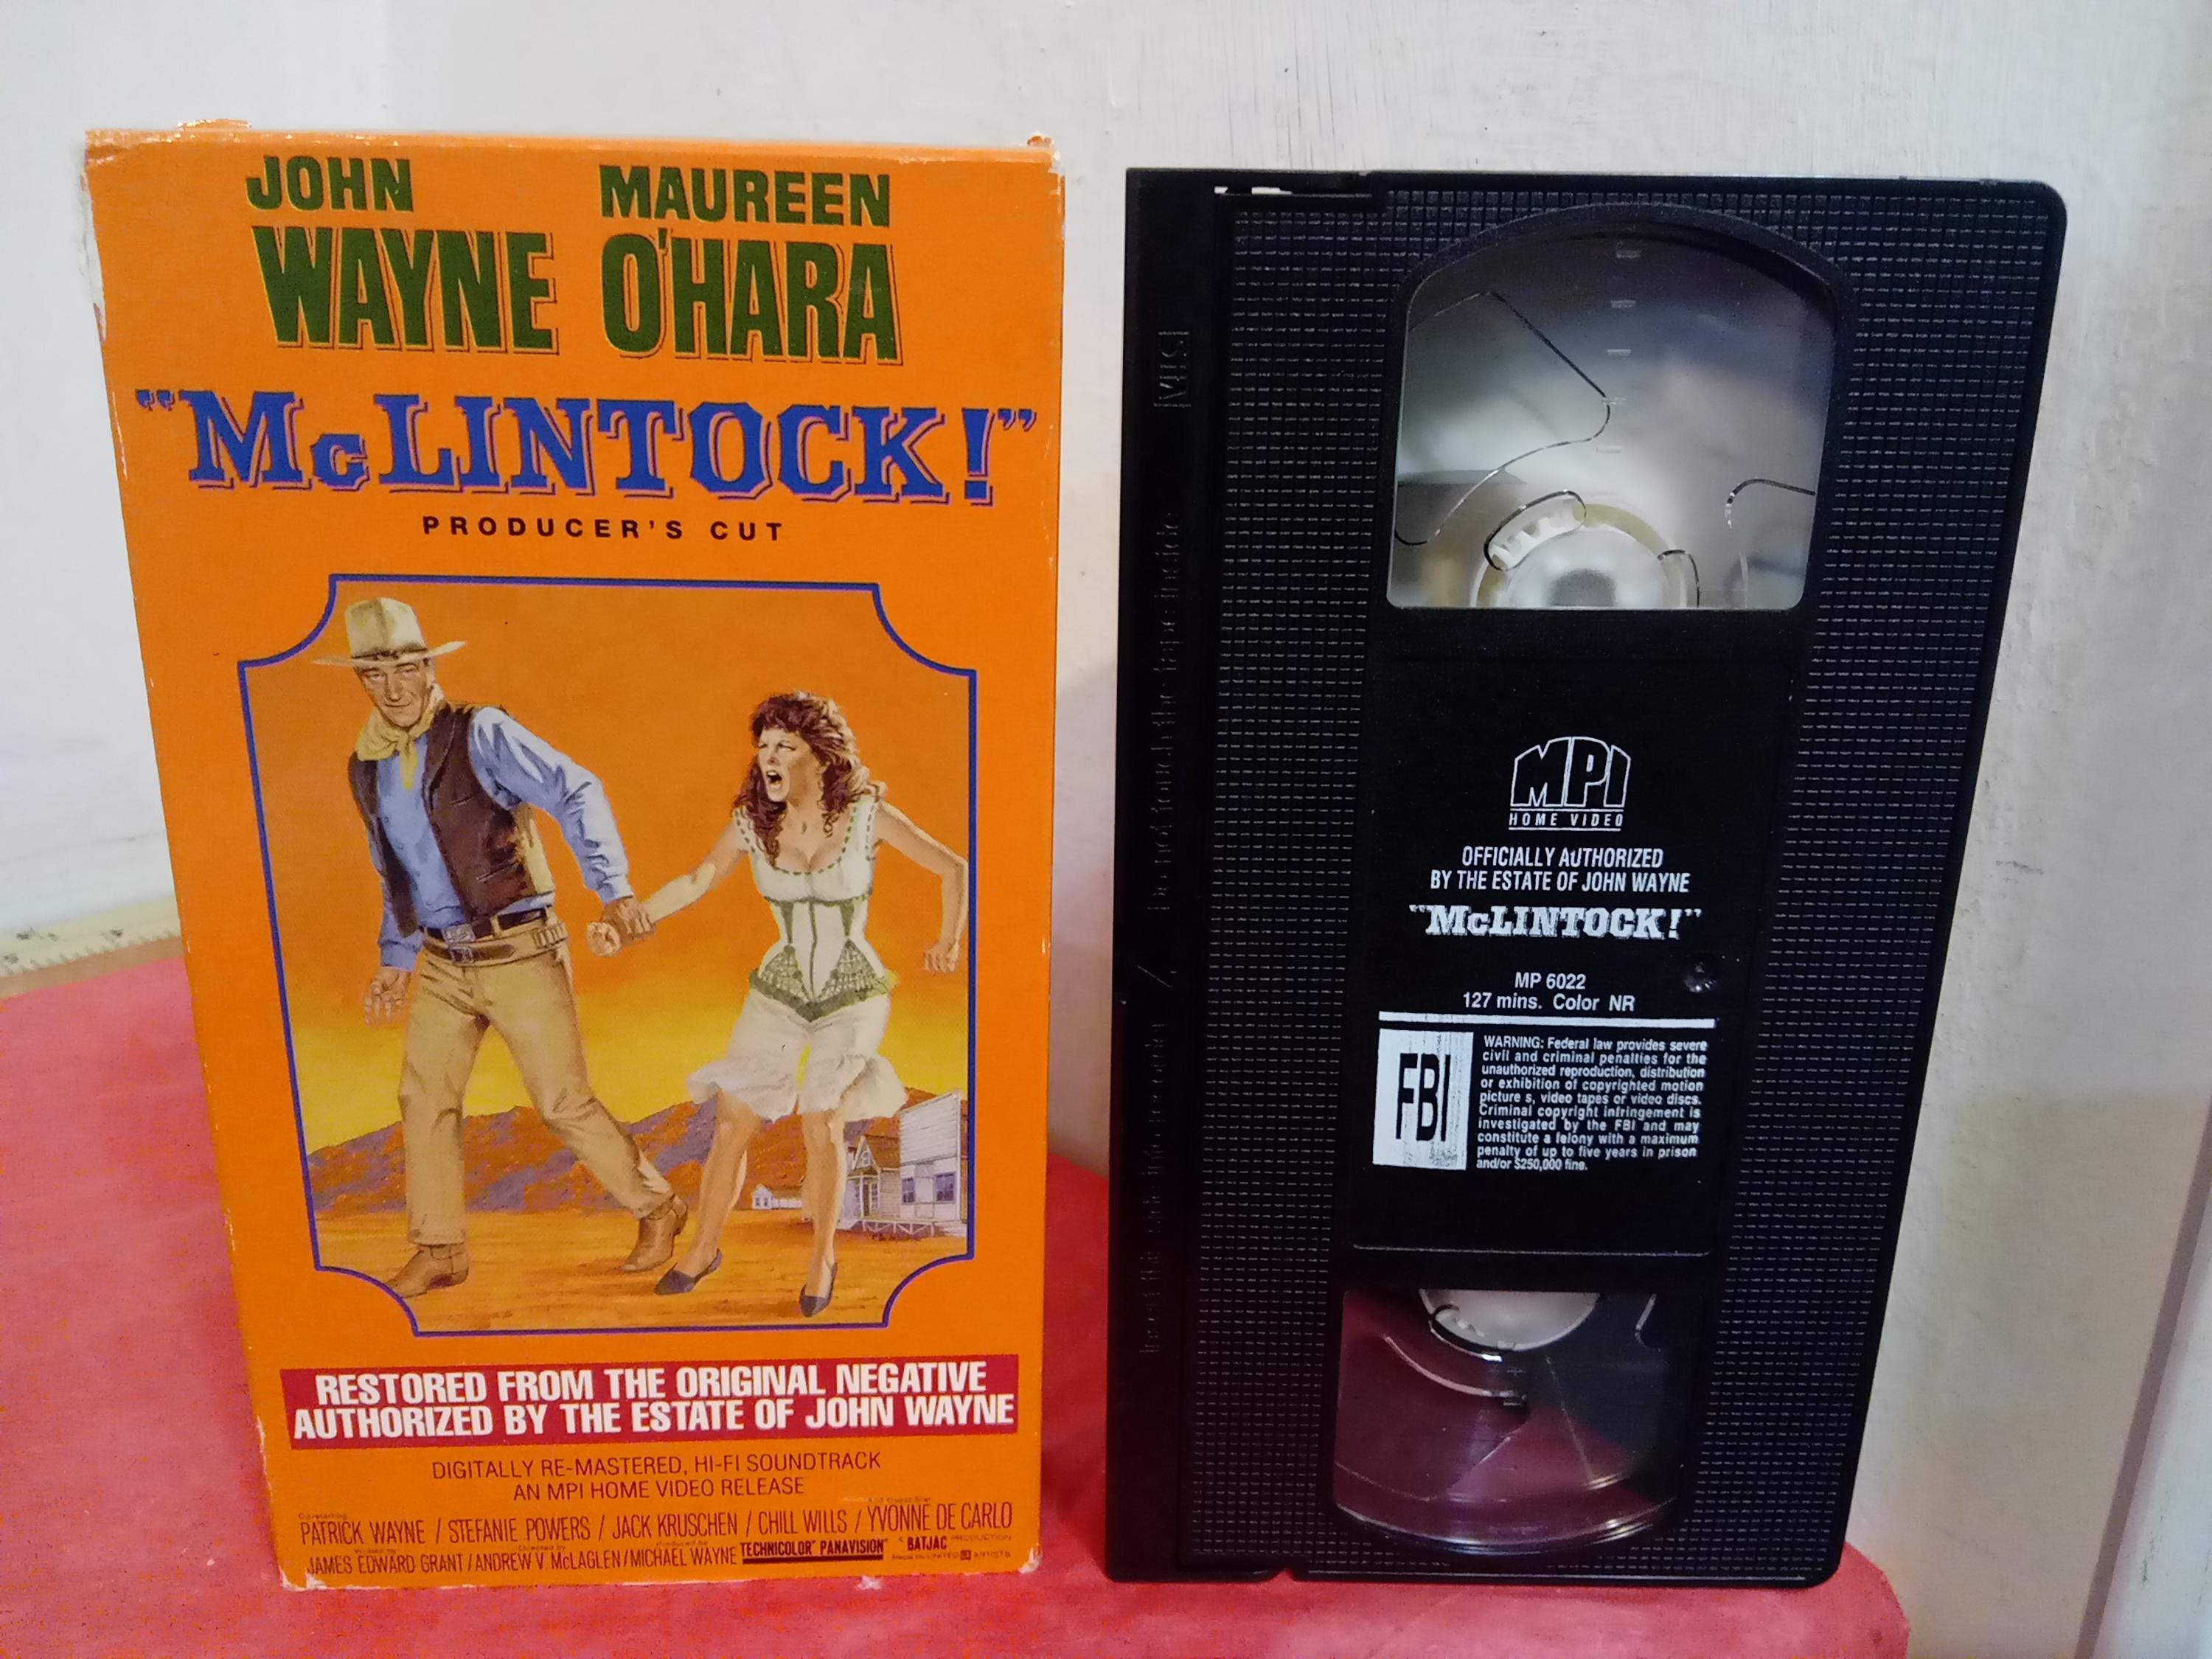 JOHN MAUREEN
WAYNE O'HARA
"McLINTOCK!"
PRODUCER'S CUT
RESTORED FROM THE ORIGINAL NEGATIVE
AUTHORIZED BY THE ESTATE OF JOHN WAYNE
DIGITALLY RE-MASTERED, HI-FI SOUNDTRACK
AN MPI HOME VIDEO RELEASE
PATRICK WAYNE / STEFANIE POWERS / JACK KRUSCHEN / CHILL WILLS / YVONNE DE CARLO
JAMES EDWARD GRANT / ANDREW V. McLAGLEN / MICHAEL WAYNE TECHNICOLOR® PANAVISION® A BATJAC PRODUCTION
VHS
MPI
HOME VIDEO
OFFICIALLY AUTHORIZED
BY THE ESTATE OF JOHN WAYNE
"McLINTOCK!"
MP 6022
127 mins. Color NR
FBI
WARNING: Federal law provides severe
civil and criminal penalties for the
unauthorized reproduction, distribution
or exhibition of copyrighted motion
picture s, video tapes or video discs.
Criminal copyright infringement is
investigated by the FBI and may
constitute a felony with a maximum
penalty of up to five years in prison
and/or $250,000 fine.